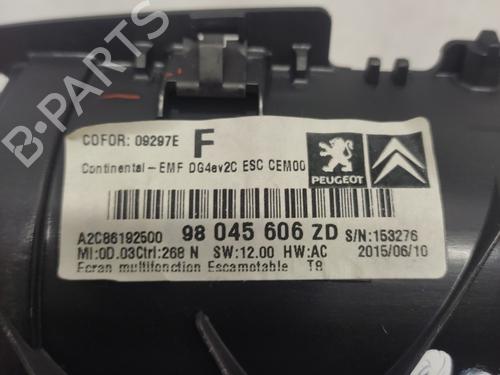 B-PARTS
COFOR: 09297E F
Continental - EMF DG4ev2C ESC CEM00
PEUGEOT
A2C86192500 98 045 606 ZD S/N:153276
MI:0D.03Ctrl:268 N SW:12.00 HW:AC 2015/06/10
Ecran multifonction Escamotable T8